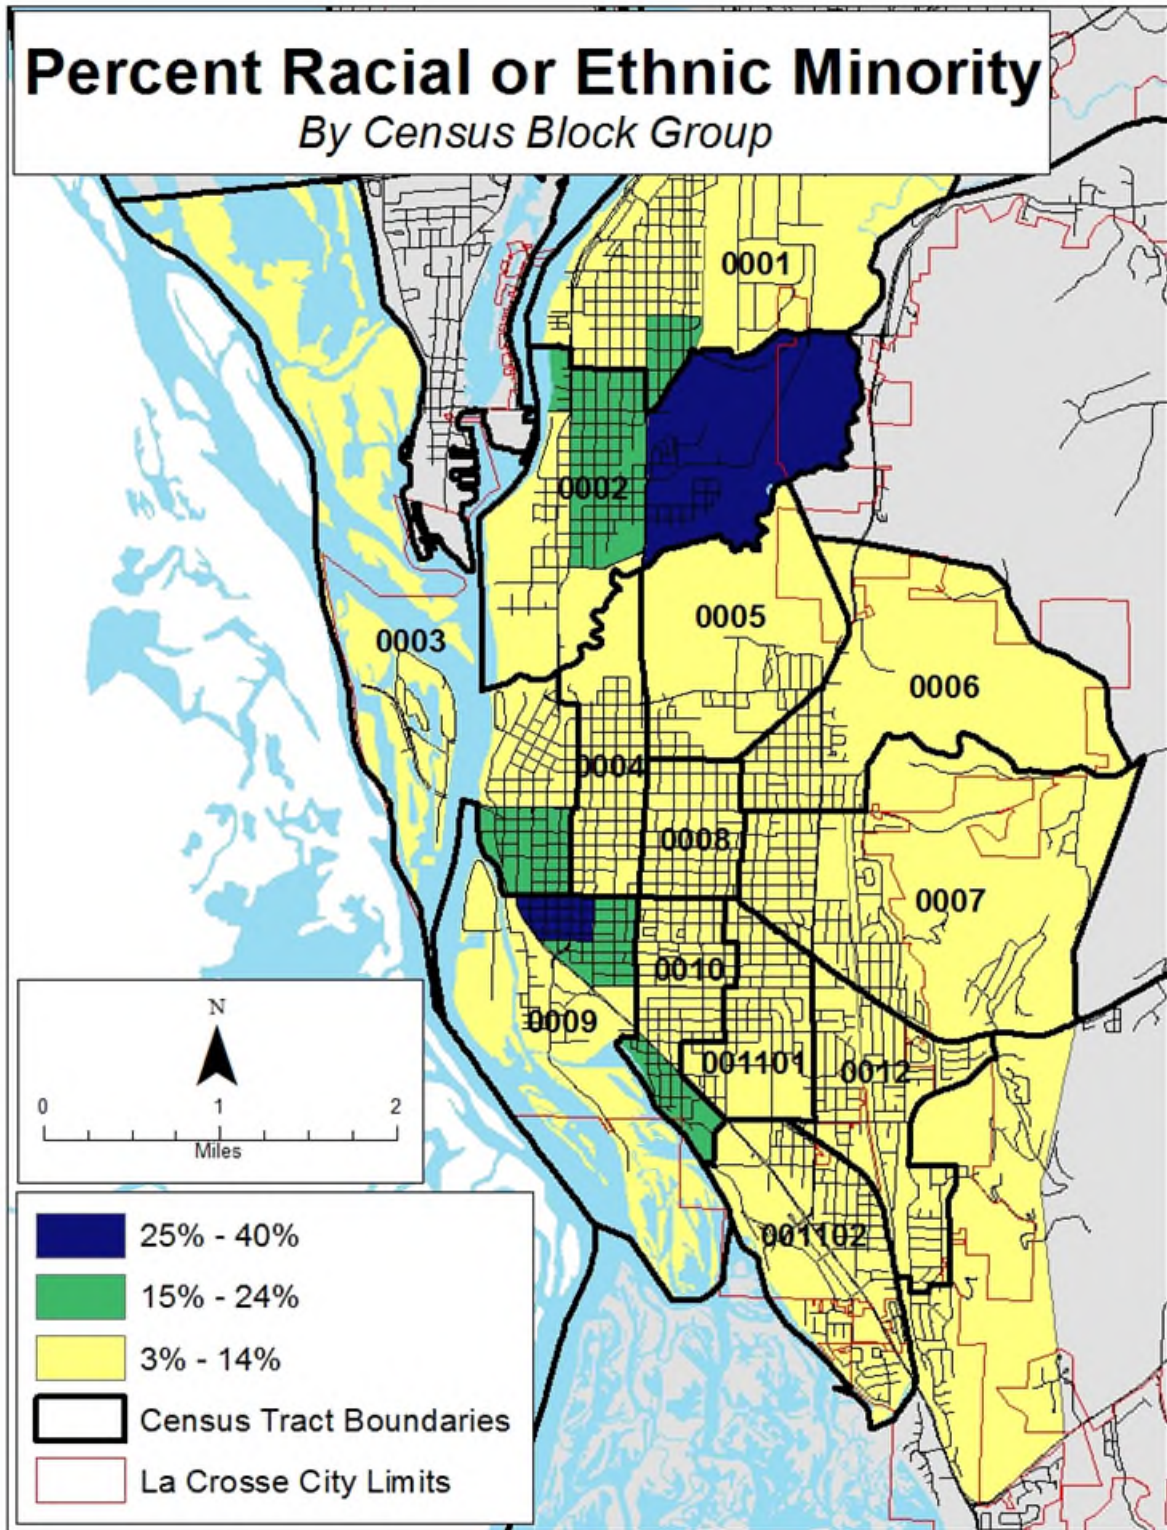 Percent Racial or Ethnic Minority
By Census Block Group
0001
0002
0005
0003
0006
0004
0008
0007
0010
0009
001101
0012
001102
N
0 1 2
Miles
25% - 40%
15% - 24%
3% - 14%
Census Tract Boundaries
La Crosse City Limits